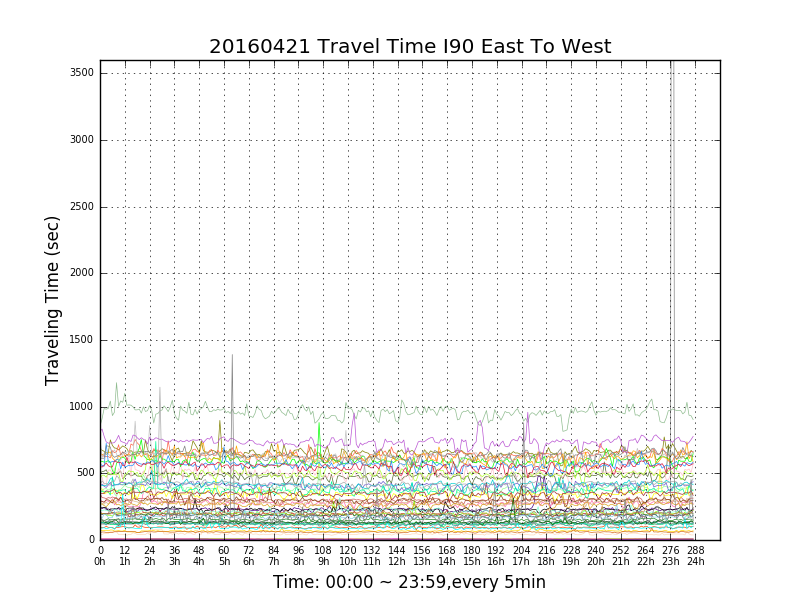 20160421 Travel Time I90 East To West
3500
3000
2500
2000
1500
1000
500
0
Traveling Time (sec)
0 12 24 36 48 60 72 84 96 108 120 132 144 156 168 180 192 204 216 228 240 252 264 276 288
0h 1h 2h 3h 4h 5h 6h 7h 8h 9h 10h 11h 12h 13h 14h 15h 16h 17h 18h 19h 20h 21h 22h 23h 24h
Time: 00:00 ~ 23:59,every 5min